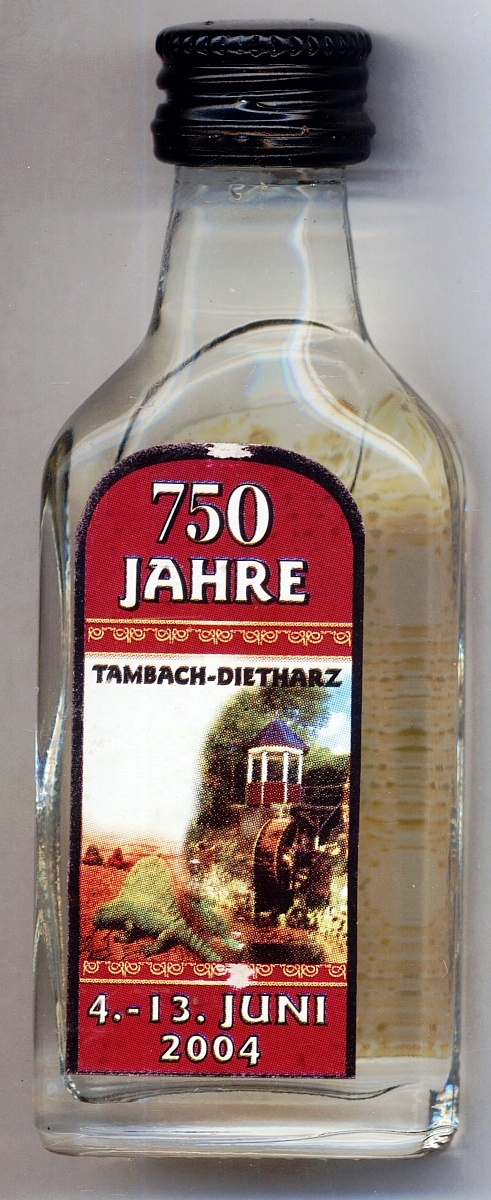 750
JAHRE
TAMBACH-DIETHARZ
4.-13. JUNI
2004